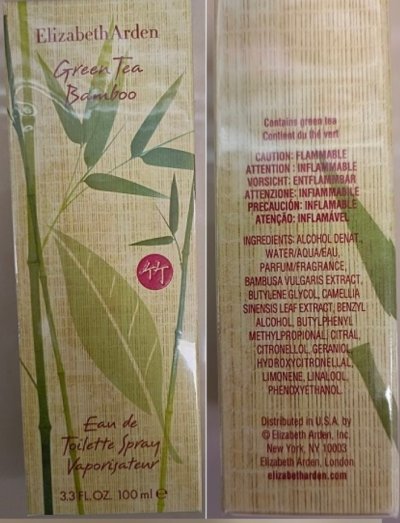 Elizabeth Arden
Green Tea
Bamboo
Eau de
Toilette Spray
Vaporisateur
3.3 FL.OZ. 100 ml ℮
Contains green tea
Contient du thé vert
CAUTION: FLAMMABLE
ATTENTION : INFLAMMABLE
VORSICHT: ENTFLAMMBAR
ATTENZIONE: INFIAMMABILE
PRECAUCIÓN: INFLAMABLE
ATENÇÃO: INFLAMÁVEL
INGREDIENTS: ALCOHOL DENAT.,
WATER/AQUA/EAU,
PARFUM/FRAGRANCE,
BAMBUSA VULGARIS EXTRACT,
BUTYLENE GLYCOL, CAMELLIA
SINENSIS LEAF EXTRACT, BENZYL
ALCOHOL, BUTYLPHENYL
METHYLPROPIONAL, CITRAL,
CITRONELLOL, GERANIOL,
HYDROXYCITRONELLAL,
LIMONENE, LINALOOL,
PHENOXYETHANOL.
Distributed in U.S.A. by
© Elizabeth Arden, Inc.
New York, NY 10003
Elizabeth Arden, London
elizabetharden.com